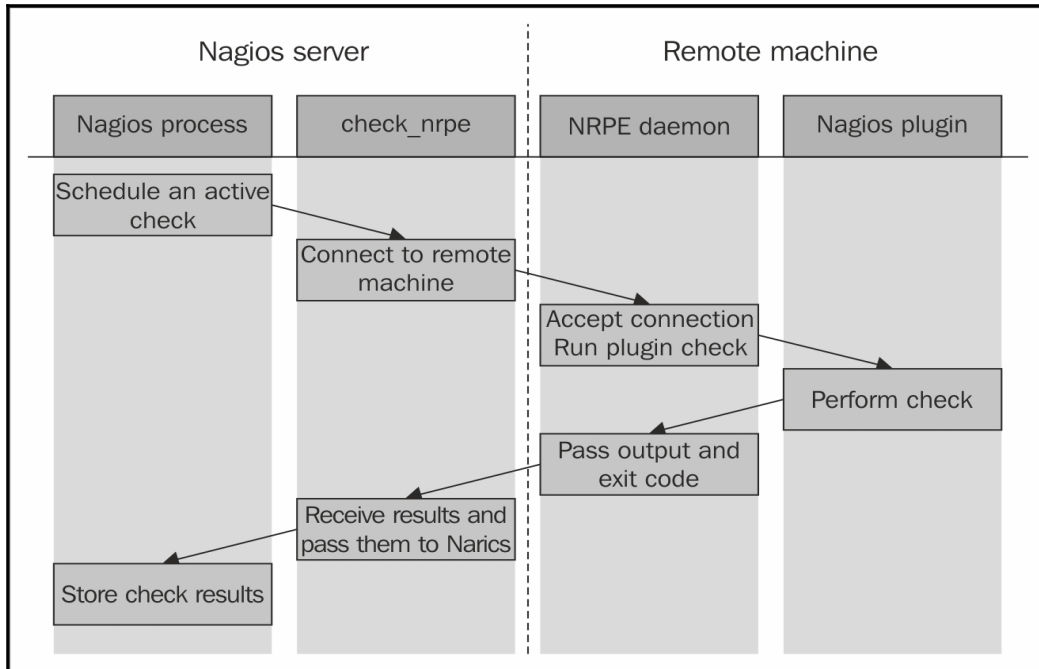 Nagios server
Remote machine
Nagios process
check_nrpe
NRPE daemon
Nagios plugin
Schedule an active
check
Connect to remote
machine
Accept connection
Run plugin check
Perform check
Pass output and
exit code
Receive results and
pass them to Narics
Store check results